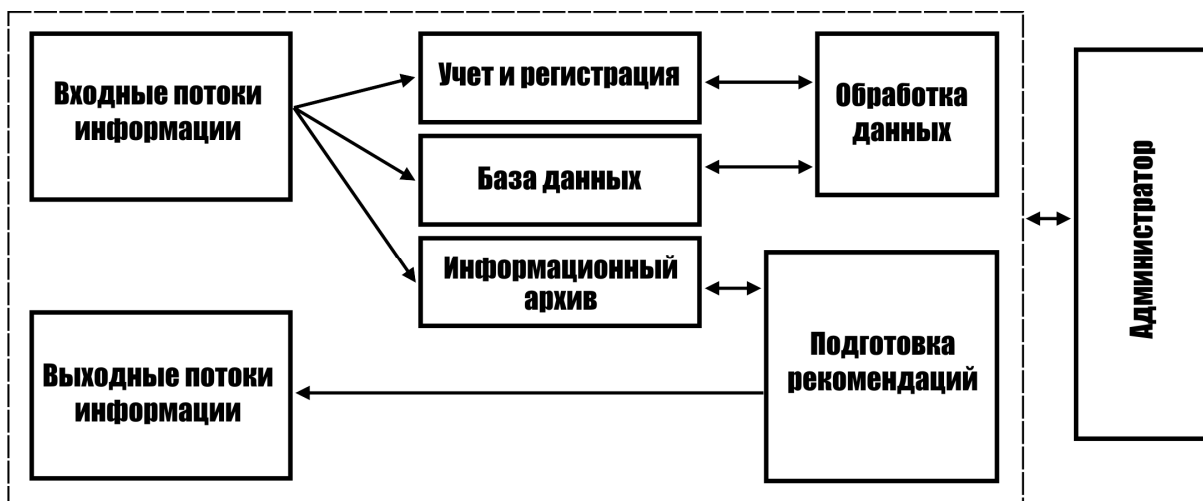 Входные потоки
информации
Учет и регистрация
База данных
Информационный
архив
Обработка
данных
Выходные потоки
информации
Подготовка
рекомендаций
Администратор